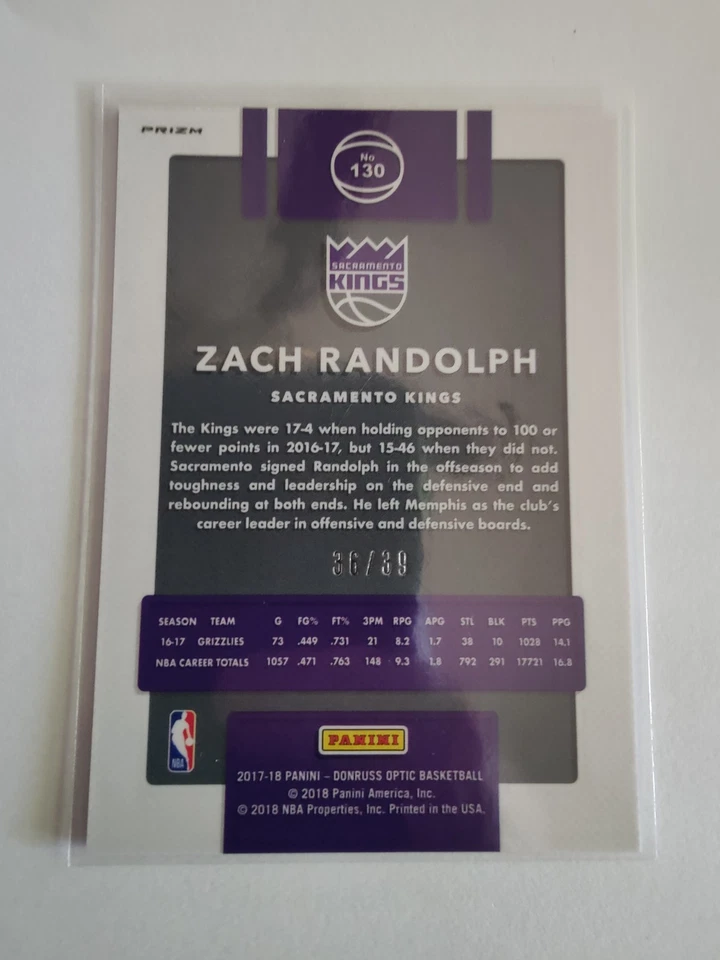 PRIZM
No
130
SACRAMENTO
KINGS
ZACH RANDOLPH
SACRAMENTO KINGS
The Kings were 17-4 when holding opponents to 100 or
fewer points in 2016-17, but 15-46 when they did not.
Sacramento signed Randolph in the offseason to add
toughness and leadership on the defensive end and
rebounding at both ends. He left Memphis as the club's
career leader in offensive and defensive boards.
36/39
SEASON TEAM G FG% FT% 3PM RPG APG STL BLK PTS PPG
16-17 GRIZZLIES 73 .449 .731 21 8.2 1.7 38 10 1028 14.1
NBA CAREER TOTALS 1057 .471 .763 148 9.3 1.8 792 291 17721 16.8
NBA
PANINI
2017-18 PANINI – DONRUSS OPTIC BASKETBALL
© 2018 Panini America, Inc.
© 2018 NBA Properties, Inc. Printed in the USA.